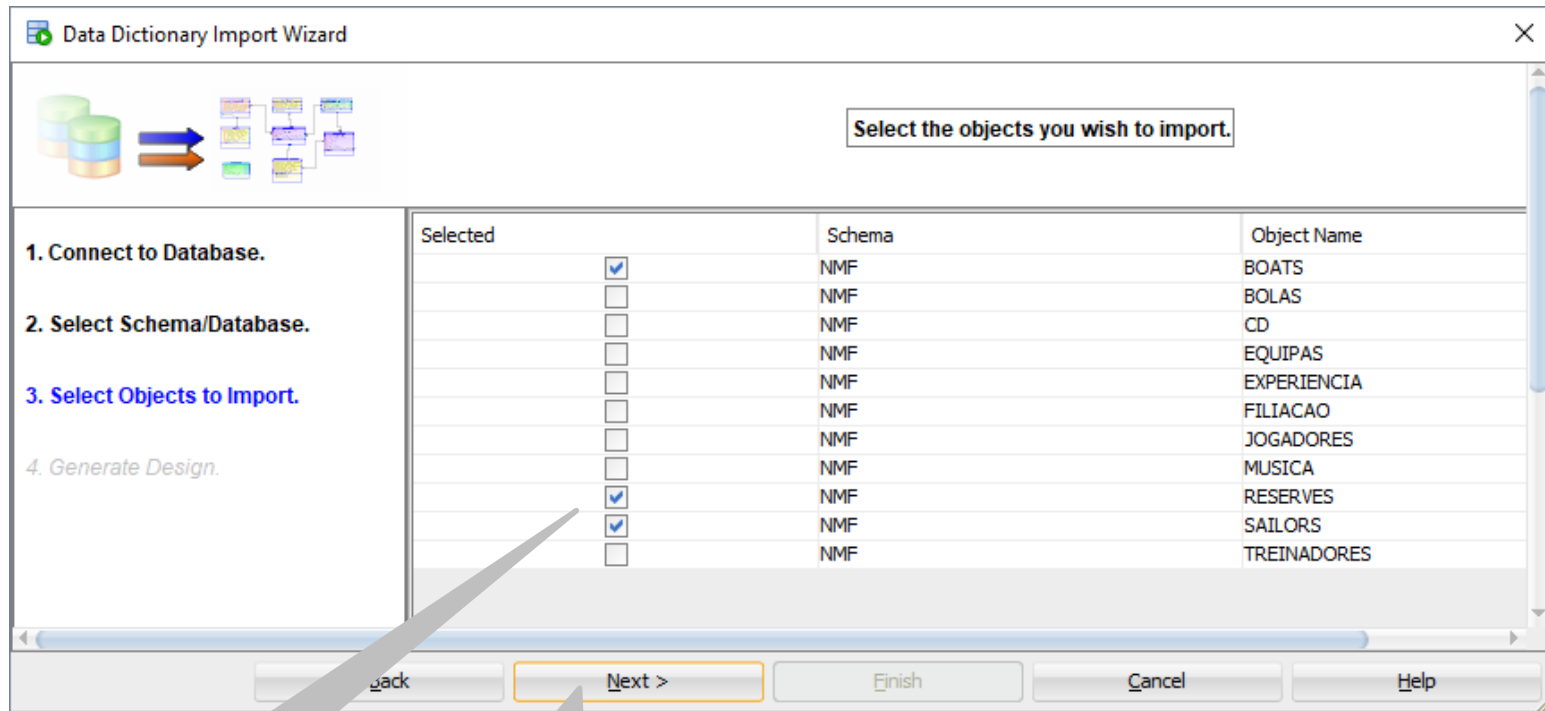 Data Dictionary Import Wizard
Select the objects you wish to import.
1. Connect to Database.
2. Select Schema/Database.
3. Select Objects to Import.
4. Generate Design.
Selected Schema Object Name
NMF BOATS
NMF BOLAS
NMF CD
NMF EQUIPAS
NMF EXPERIENCIA
NMF FILIACAO
NMF JOGADORES
NMF MUSICA
NMF RESERVES
NMF SAILORS
NMF TREINADORES
Back Next > Finish Cancel Help